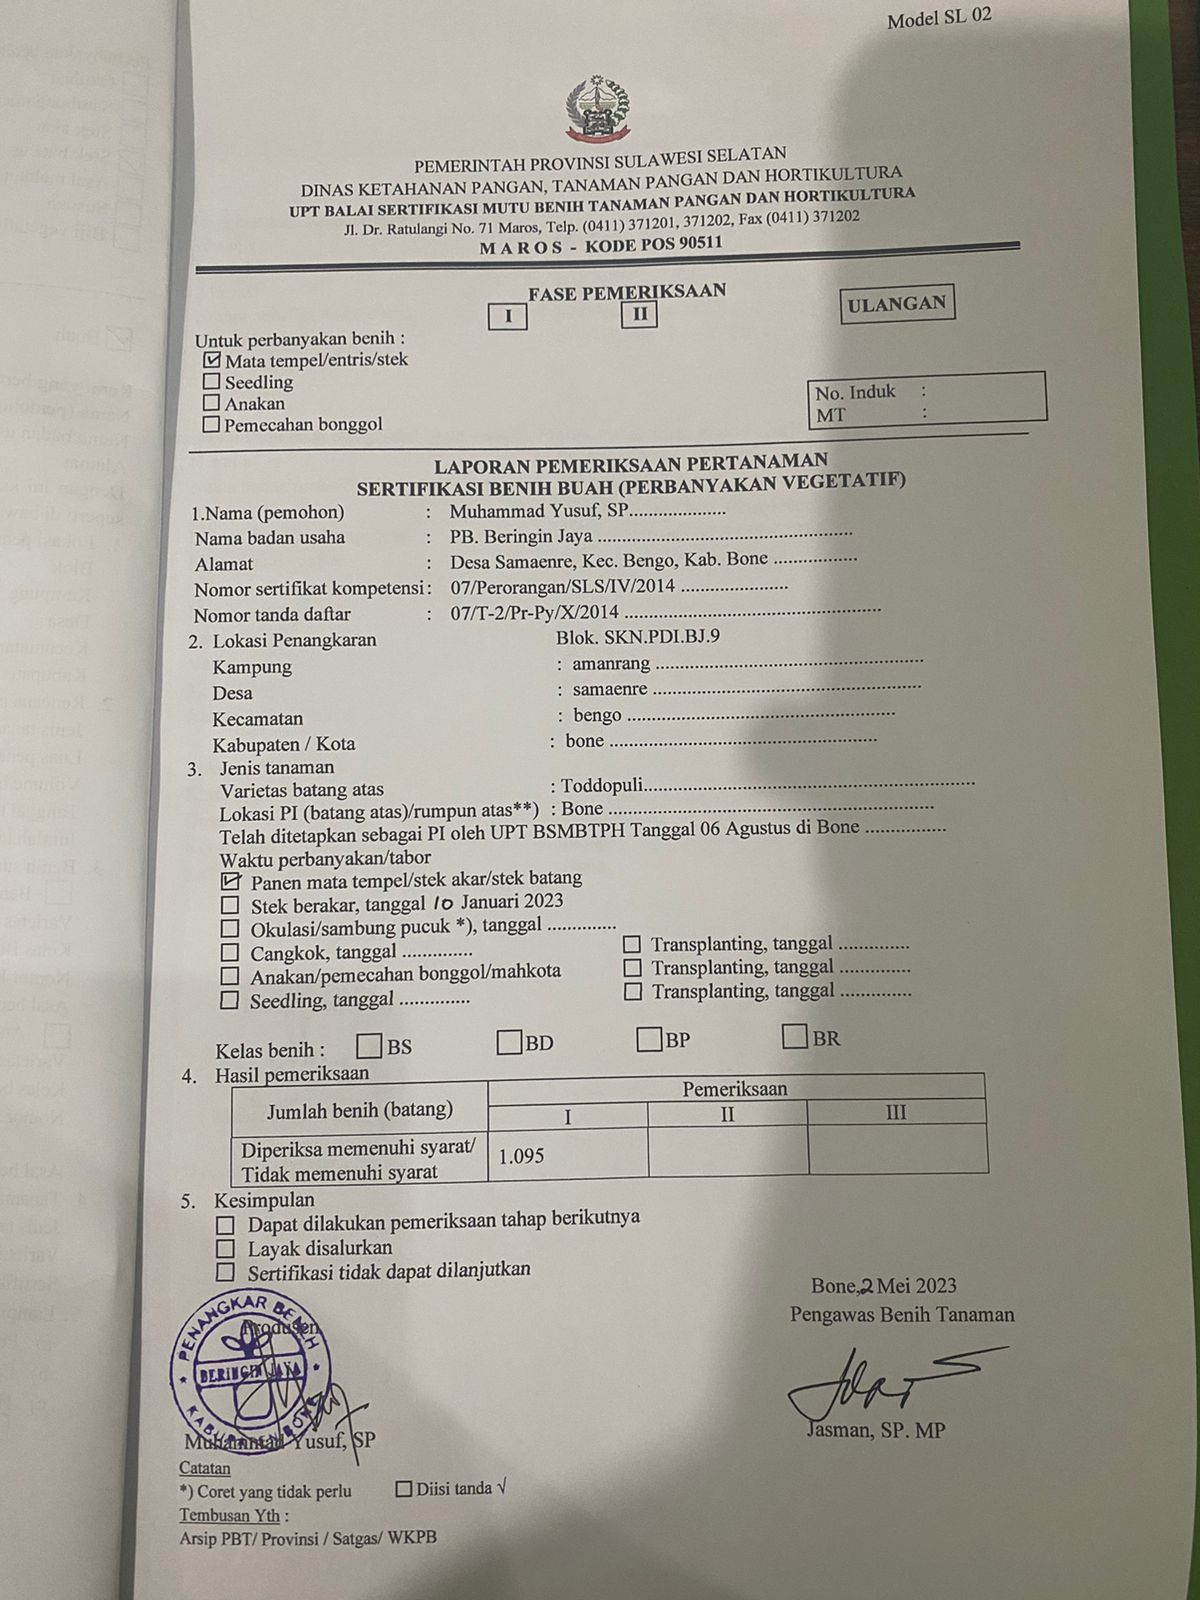 Model SL 02
PEMERINTAH PROVINSI SULAWESI SELATAN
DINAS KETAHANAN PANGAN, TANAMAN PANGAN DAN HORTIKULTURA
UPT BALAI SERTIFIKASI MUTU BENIH TANAMAN PANGAN DAN HORTIKULTURA
Jl. Dr. Ratulangi No. 71 Maros, Telp. (0411) 371201, 371202, Fax (0411) 371202
M A R O S - KODE POS 90511
FASE PEMERIKSAAN
I II ULANGAN
Untuk perbanyakan benih :
☑ Mata tempel/entris/stek
☐ Seedling
☐ Anakan
☐ Pemecahan bonggol
No. Induk :
MT :
LAPORAN PEMERIKSAAN PERTANAMAN
SERTIFIKASI BENIH BUAH (PERBANYAKAN VEGETATIF)
1.Nama (pemohon) : Muhammad Yusuf, SP....................
Nama badan usaha : PB. Beringin Jaya ....................................................
Alamat : Desa Samaenre, Kec. Bengo, Kab. Bone .................
Nomor sertifikat kompetensi : 07/Perorangan/SLS/IV/2014 ......................
Nomor tanda daftar : 07/T-2/Pr-Py/X/2014 ....................................................
2. Lokasi Penangkaran Blok. SKN.PDI.BJ.9
Kampung : amanrang ......................................................
Desa : samaenre ......................................................
Kecamatan : bengo ......................................................
Kabupaten / Kota : bone ......................................................
3. Jenis tanaman
Varietas batang atas : Toddopuli..................................................................
Lokasi PI (batang atas)/rumpun atas**) : Bone ..................................................................
Telah ditetapkan sebagai PI oleh UPT BSMBTPH Tanggal 06 Agustus di Bone ................
Waktu perbanyakan/tabor
☑ Panen mata tempel/stek akar/stek batang
☐ Stek berakar, tanggal 10 Januari 2023
☐ Okulasi/sambung pucuk *), tanggal ..............
☐ Cangkok, tanggal .............. ☐ Transplanting, tanggal ..............
☐ Anakan/pemecahan bonggol/mahkota ☐ Transplanting, tanggal ..............
☐ Seedling, tanggal .............. ☐ Transplanting, tanggal ..............
Kelas benih : ☐ BS ☐ BD ☐ BP ☐ BR
4. Hasil pemeriksaan
Jumlah benih (batang) Pemeriksaan
I II III
Diperiksa memenuhi syarat/
Tidak memenuhi syarat 1.095
5. Kesimpulan
☐ Dapat dilakukan pemeriksaan tahap berikutnya
☐ Layak disalurkan
☐ Sertifikasi tidak dapat dilanjutkan
Bone,2 Mei 2023
Pengawas Benih Tanaman
Produsen
PENANGKAR BENIH
BERINGIN JAYA
KABUPATEN BONE
Muhammad Yusuf, SP
Jasman, SP. MP
Catatan
*) Coret yang tidak perlu ☐ Diisi tanda √
Tembusan Yth :
Arsip PBT/ Provinsi / Satgas/ WKPB